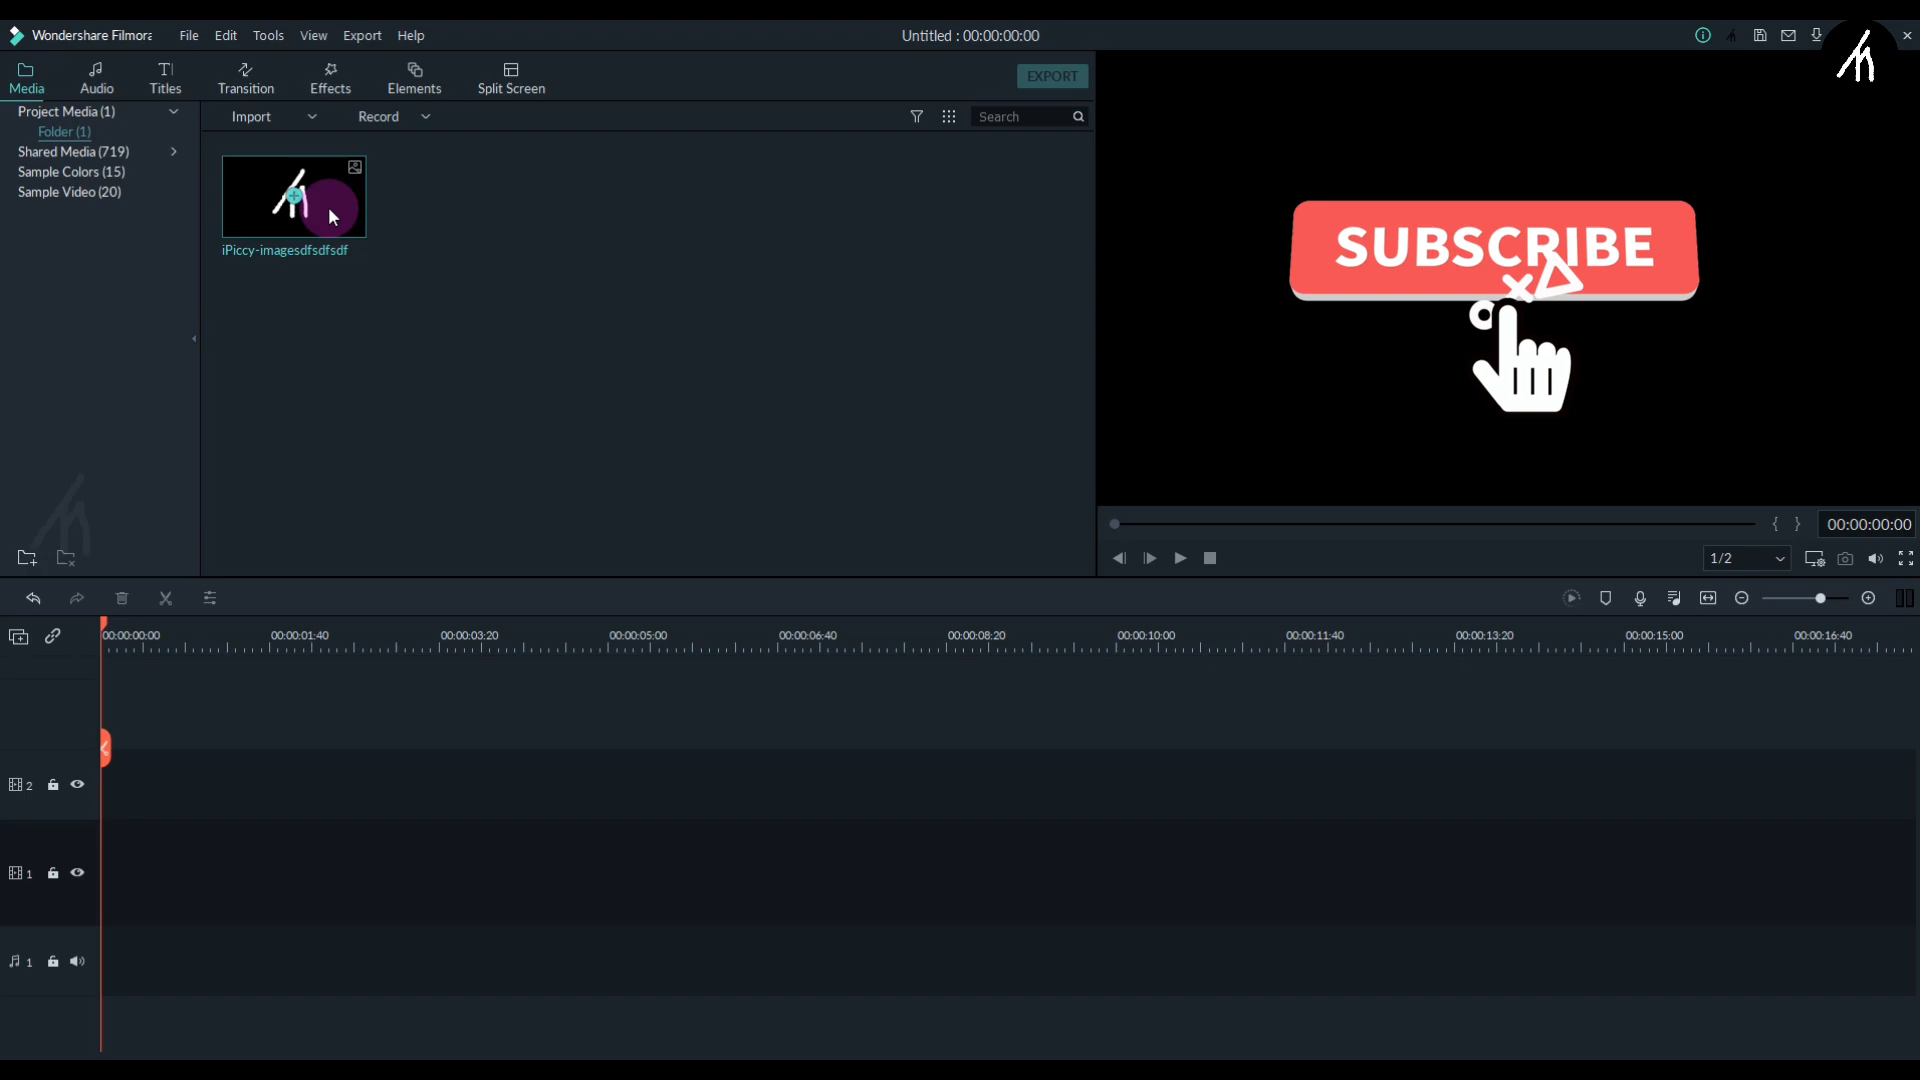 Wondershare Filmora File Edit Tools View Export Help Untitled : 00:00:00:00
Media Audio Titles Transition Effects Elements Split Screen EXPORT
Project Media (1) Import Record Search
Folder (1)
Shared Media (719)
Sample Colors (15)
Sample Video (20)
iPiccy-imagesdfsdfsdf
SUBSCRIBE
{ } 00:00:00:00
1/2
00:00:00:00 00:00:01:40 00:00:03:20 00:00:05:00 00:00:06:40 00:00:08:20 00:00:10:00 00:00:11:40 00:00:13:20 00:00:15:00 00:00:16:40
2
1
1